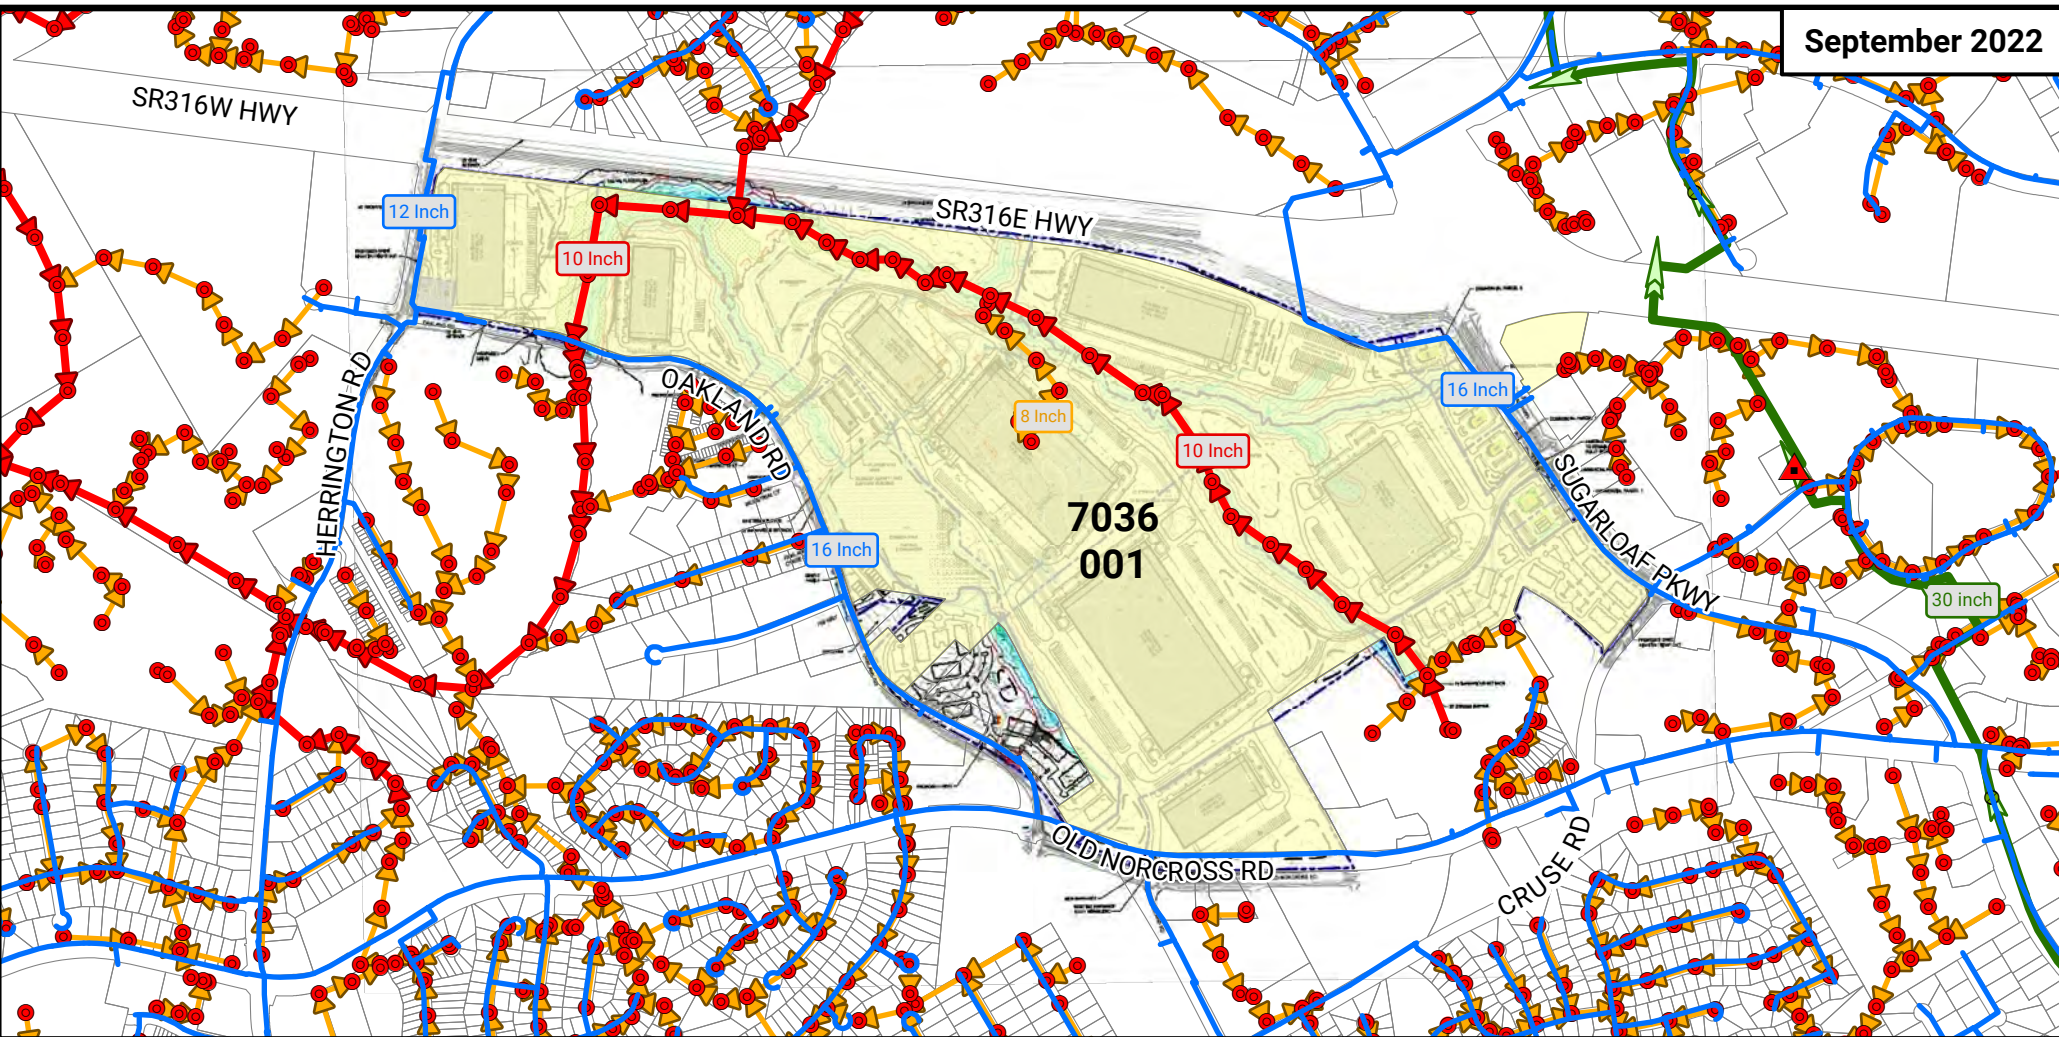 September 2022
SR316W HWY
12 Inch
SR316E HWY
10 Inch
HERRINGTON RD
OAKLAND RD
8 Inch
16 Inch
10 Inch
SUGARLOAF PKWY
7036
001
16 Inch
30 inch
OLD NORCROSS RD
CRUSE RD